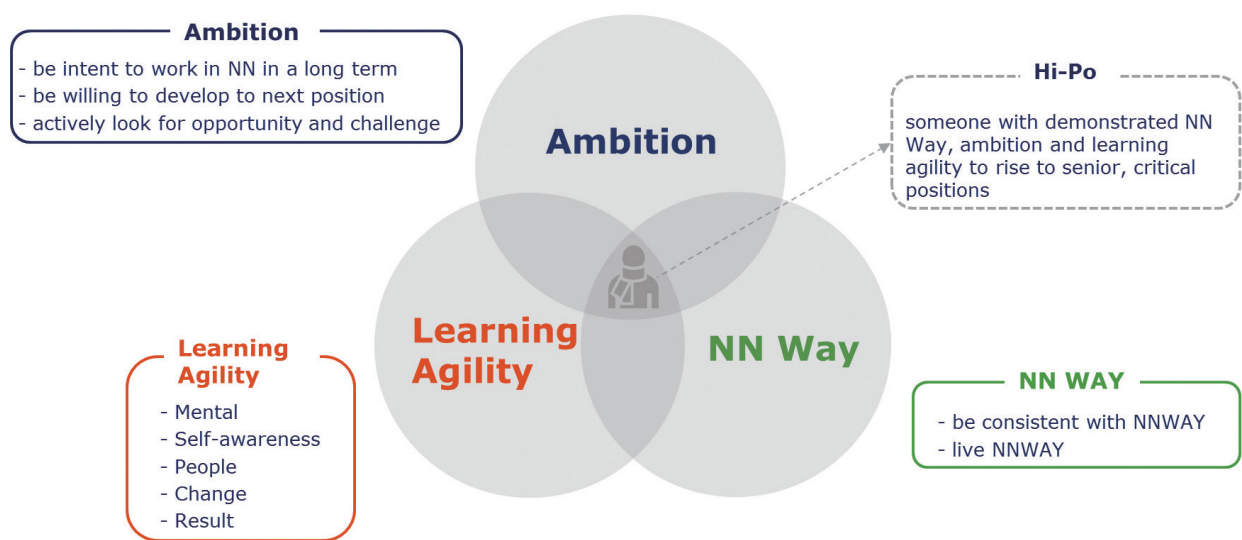 Ambition
- be intent to work in NN in a long term
- be willing to develop to next position
- actively look for opportunity and challenge
Hi-Po
someone with demonstrated NN
Way, ambition and learning
agility to rise to senior, critical
positions
Ambition
Learning
Agility
NN Way
Learning
Agility
- Mental
- Self-awareness
- People
- Change
- Result
NN WAY
- be consistent with NNWAY
- live NNWAY